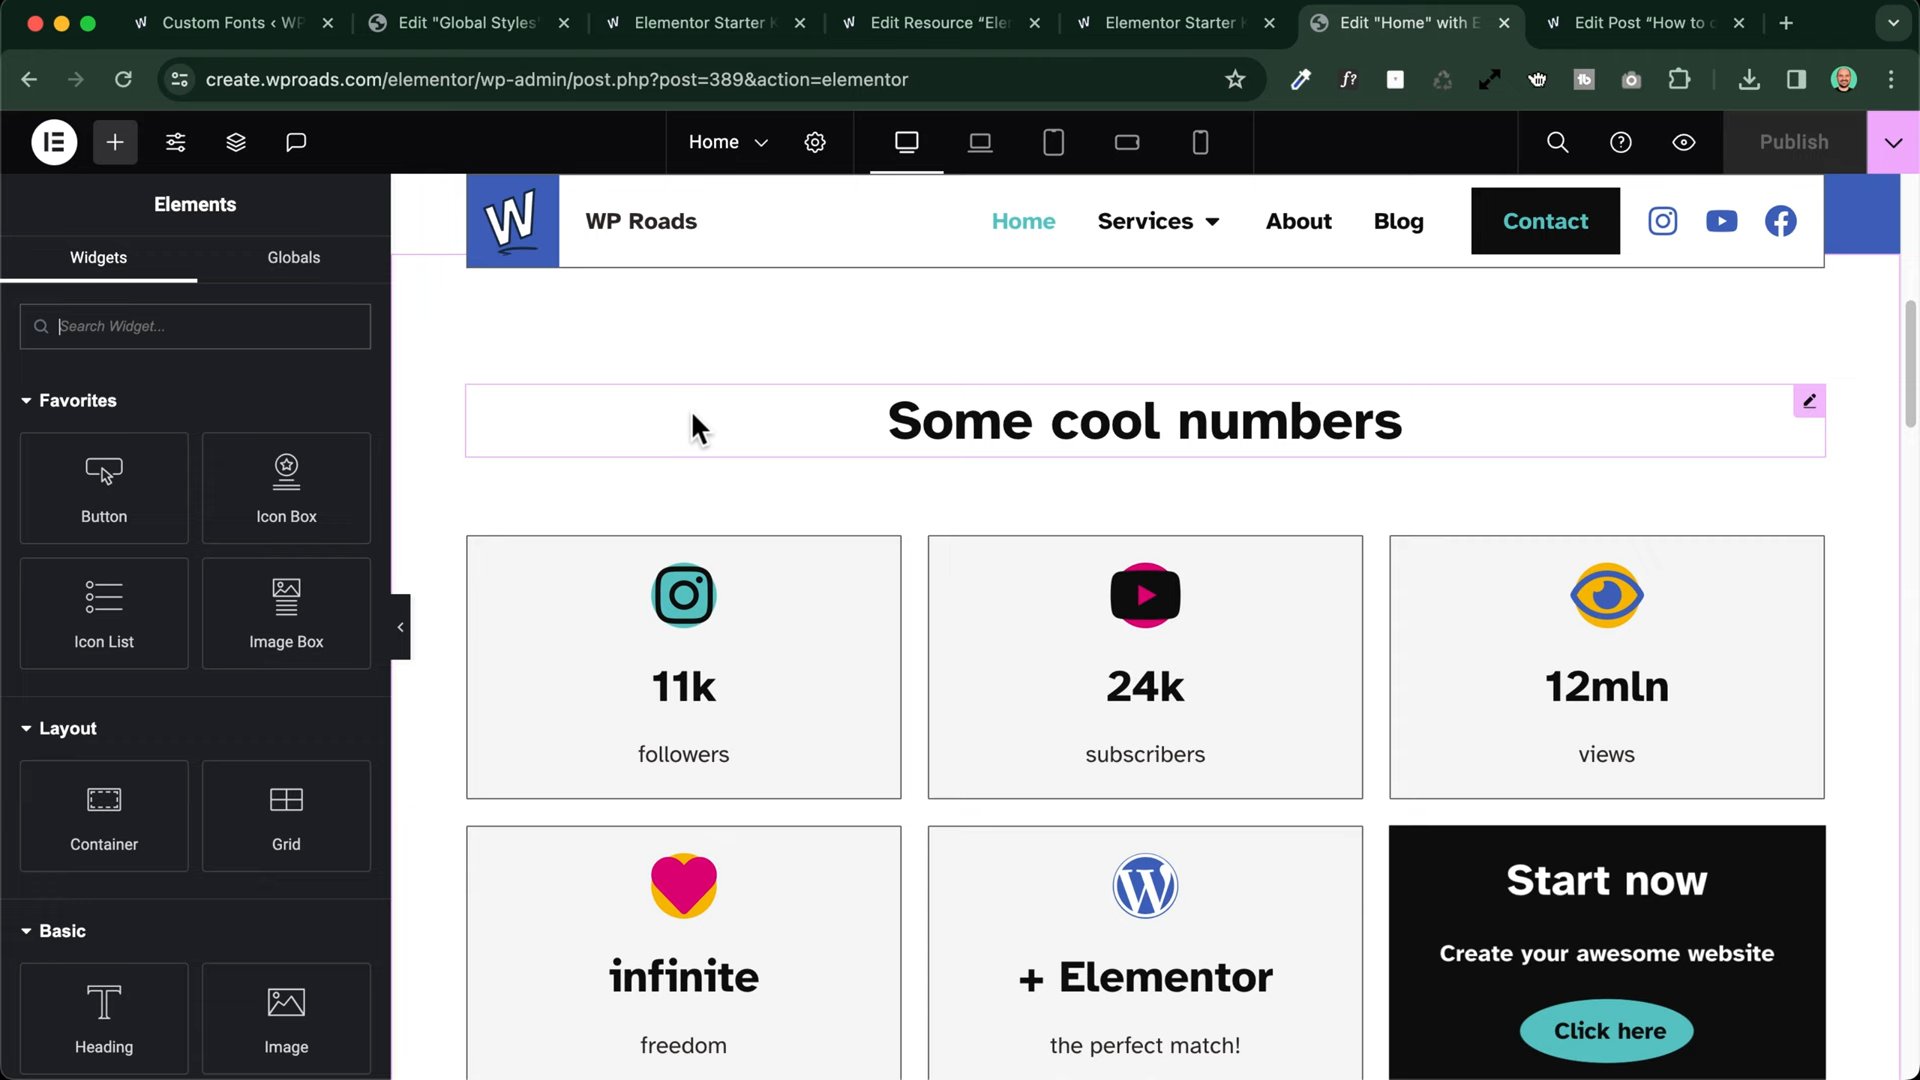 Custom Fonts ‹ WP
Edit "Global Styles"
Elementor Starter K
Edit Resource “Ele
Elementor Starter K
Edit "Home" with E
Edit Post “How to c
create.wproads.com/elementor/wp-admin/post.php?post=389&action=elementor
Home
Publish
Elements
Widgets
Globals
Search Widget...
Favorites
Button
Icon Box
Icon List
Image Box
Layout
Container
Grid
Basic
Heading
Image
W
WP Roads
Home
Services
About
Blog
Contact
Some cool numbers
11k
followers
24k
subscribers
12mln
views
infinite
freedom
+ Elementor
the perfect match!
Start now
Create your awesome website
Click here